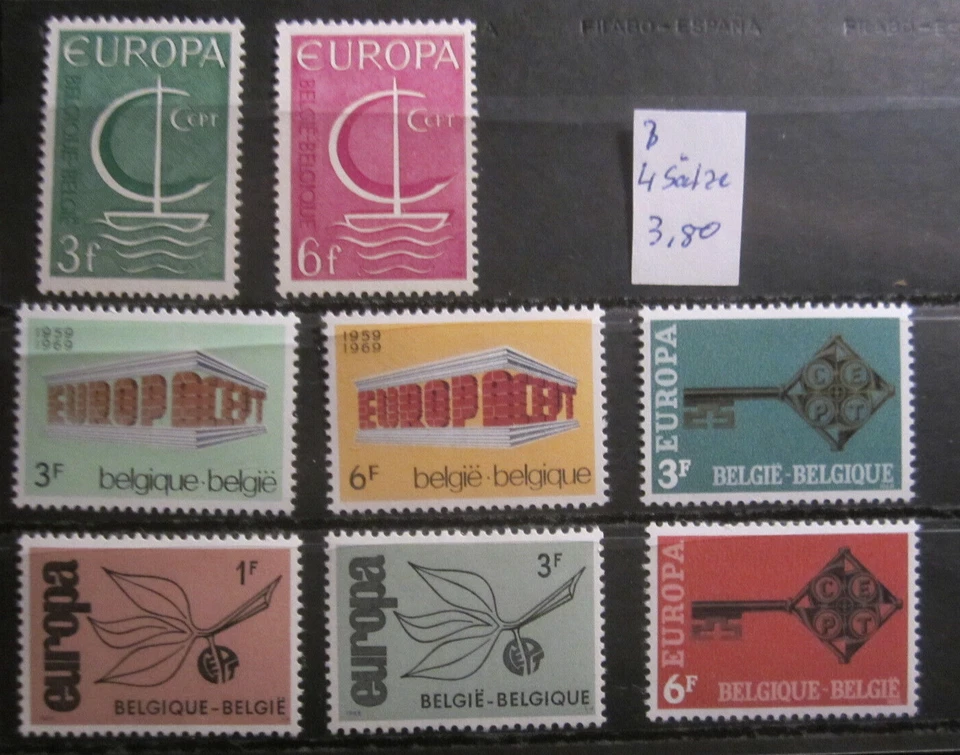 FILABO-ESPAÑA
EUROPA
BELGIQUE-BELGIË
CEPT
3f
EUROPA
BELGIË-BELGIQUE
CEPT
6f
B
4 Sätze
3,80
1959
1969
EUROPA CEPT
3F
belgique·belgië
1959
1969
EUROPA CEPT
6F
belgië·belgique
EUROPA
CEPT
3F
BELGIË-BELGIQUE
europa
1F
BELGIQUE-BELGIË
europa
3F
BELGIË-BELGIQUE
EUROPA
CEPT
6F
BELGIQUE-BELGIË